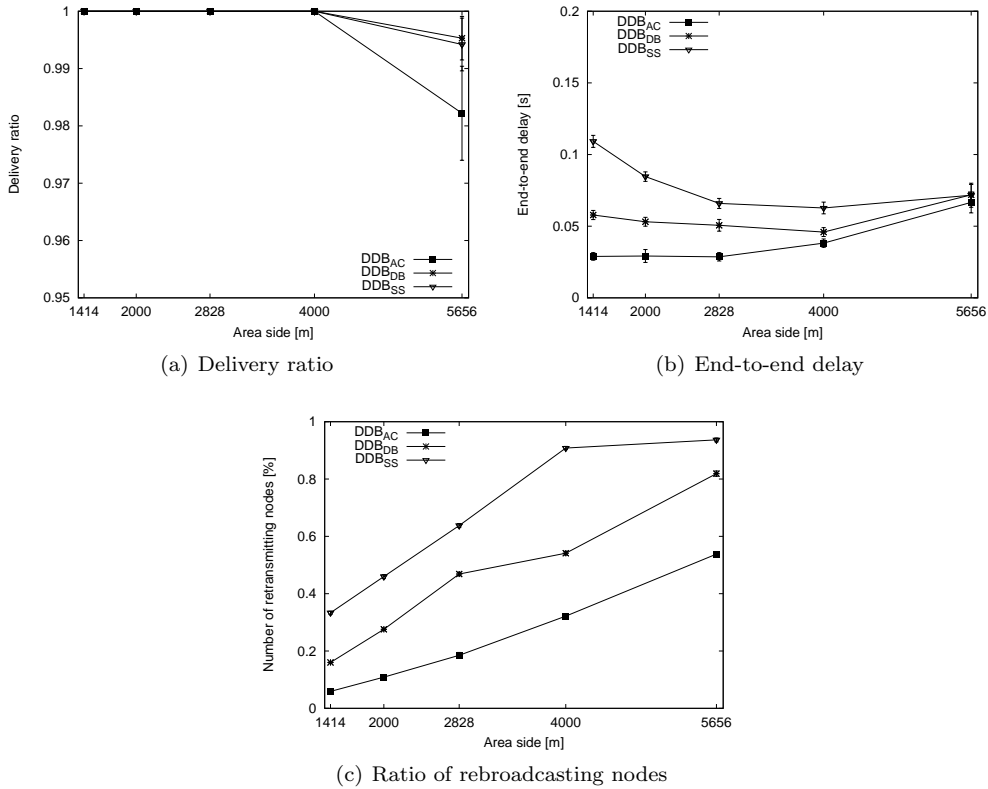 1
0.99
0.98
0.97
0.96
0.95
Delivery ratio
1414 2000 2828 4000 5656
Area side [m]
DDB_AC
DDB_DB
DDB_SS
(a) Delivery ratio
0.2
0.15
0.1
0.05
0
End-to-end delay [s]
1414 2000 2828 4000 5656
Area side [m]
DDB_AC
DDB_DB
DDB_SS
(b) End-to-end delay
1
0.8
0.6
0.4
0.2
0
Number of retransmitting nodes [%]
1414 2000 2828 4000 5656
Area side [m]
DDB_AC
DDB_DB
DDB_SS
(c) Ratio of rebroadcasting nodes